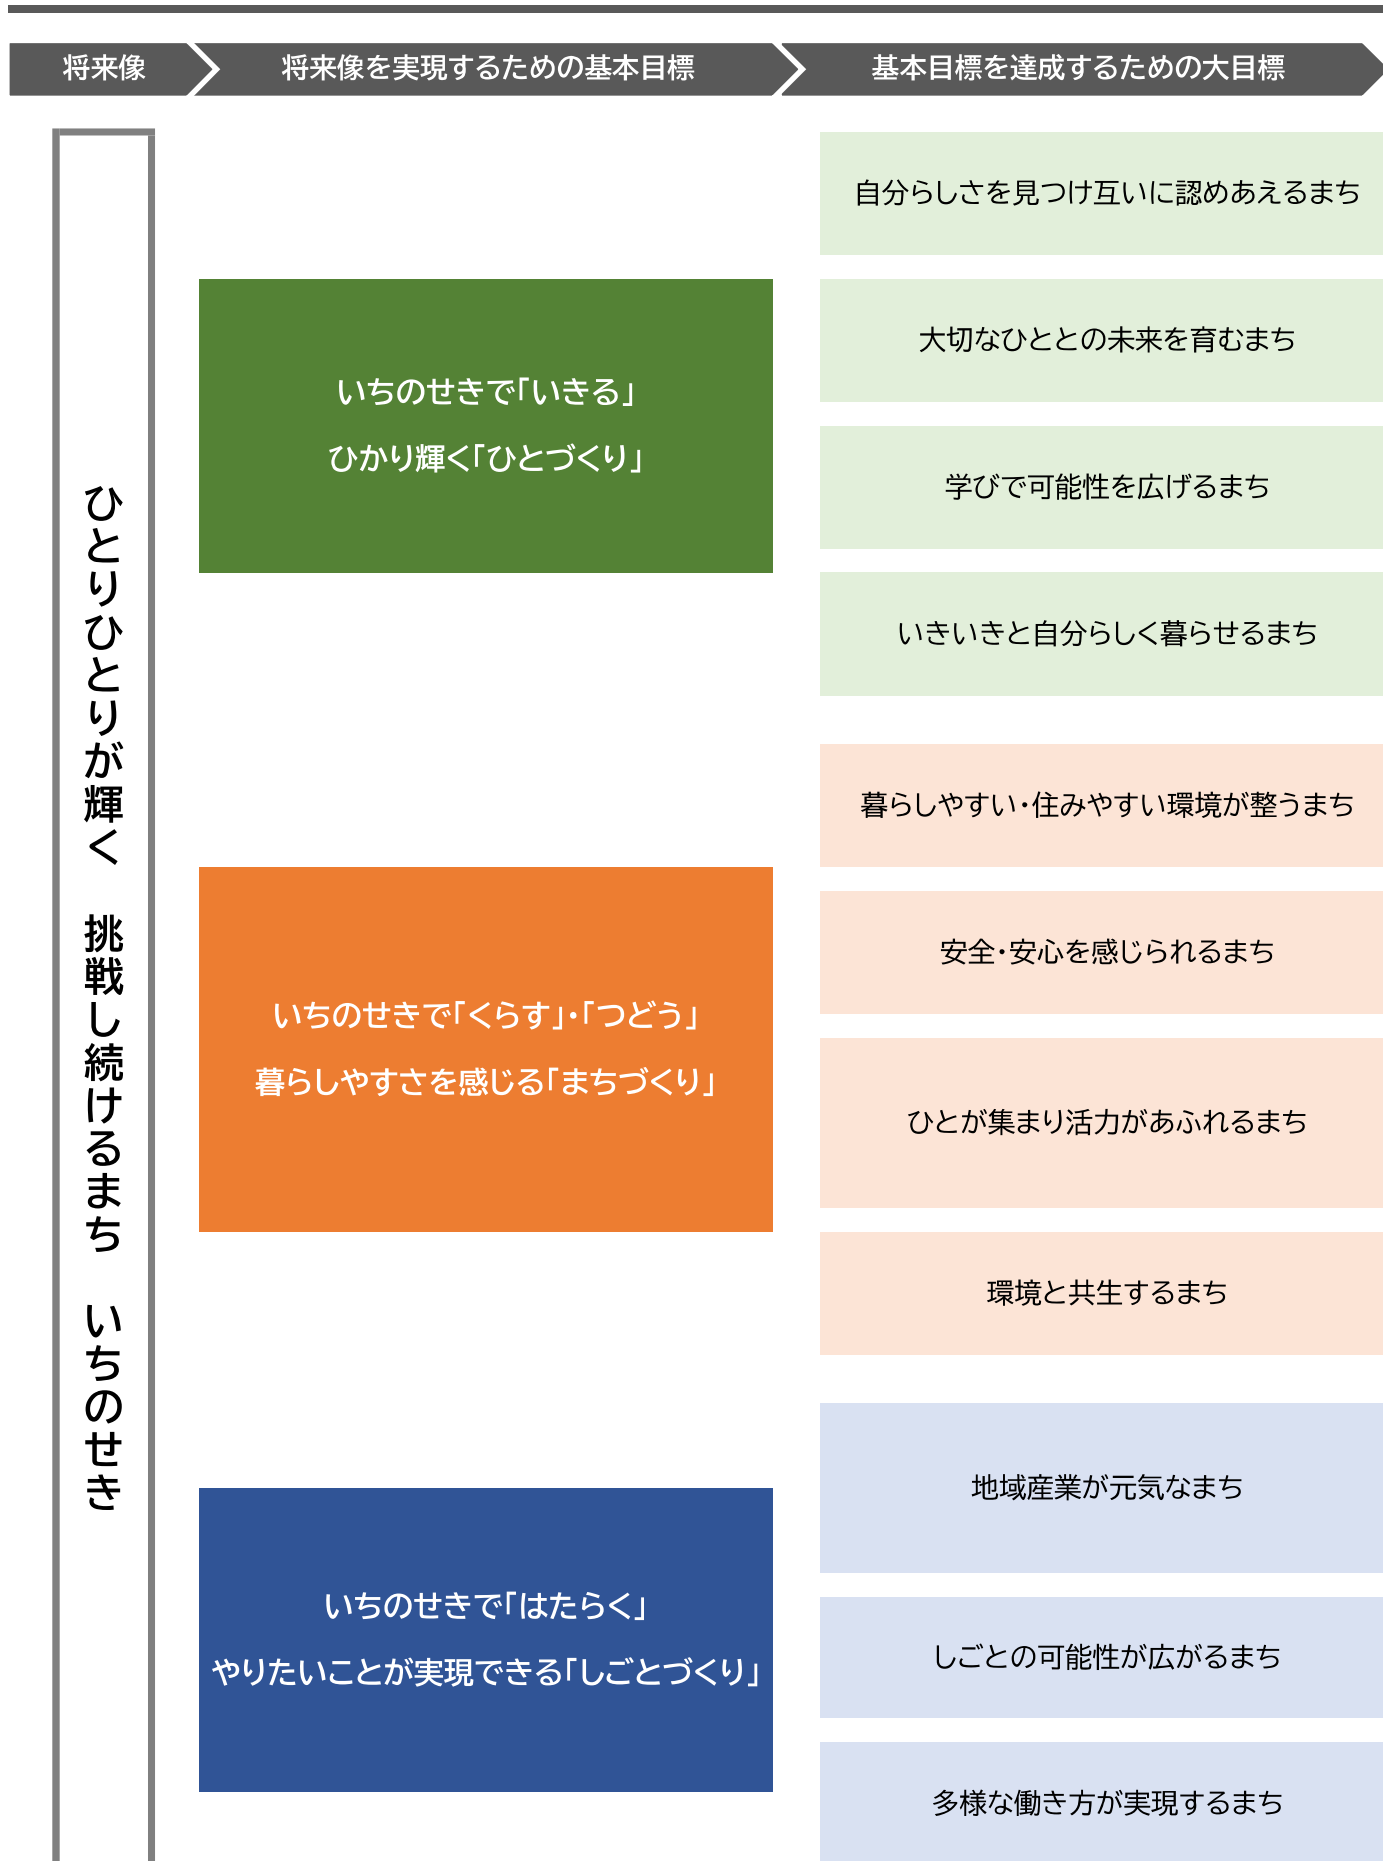 将来像
将来像を実現するための基本目標
基本目標を達成するための大目標
ひとりひとりが輝く　挑戦し続けるまち　いちのせき
いちのせきで「いきる」
ひかり輝く「ひとづくり」
自分らしさを見つけ互いに認めあえるまち
大切なひととの未来を育むまち
学びで可能性を広げるまち
いきいきと自分らしく暮らせるまち
いちのせきで「くらす」・「つどう」
暮らしやすさを感じる「まちづくり」
暮らしやすい・住みやすい環境が整うまち
安全・安心を感じられるまち
ひとが集まり活力があふれるまち
環境と共生するまち
いちのせきで「はたらく」
やりたいことが実現できる「しごとづくり」
地域産業が元気なまち
しごとの可能性が広がるまち
多様な働き方が実現するまち